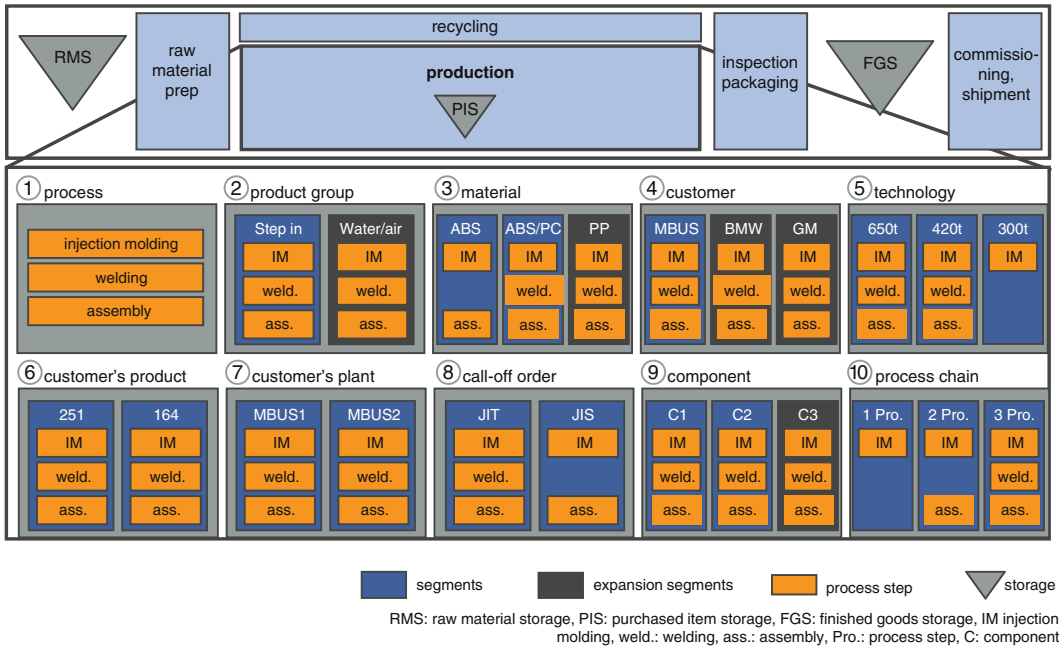 recycling
RMS
raw
material
prep
production
PIS
inspection
packaging
FGS
commissio-
ning,
shipment
1 process
injection molding
welding
assembly
2 product group
Step in
IM
weld.
ass.
Water/air
IM
weld.
ass.
3 material
ABS
IM
ass.
ABS/PC
IM
weld.
ass.
PP
IM
weld.
ass.
4 customer
MBUS
IM
weld.
ass.
BMW
IM
weld.
ass.
GM
IM
weld.
ass.
5 technology
650t
IM
weld.
ass.
420t
IM
weld.
ass.
300t
IM
6 customer's product
251
IM
weld.
ass.
164
IM
weld.
ass.
7 customer's plant
MBUS1
IM
weld.
ass.
MBUS2
IM
weld.
ass.
8 call-off order
JIT
IM
weld.
ass.
JIS
IM
ass.
9 component
C1
IM
weld.
ass.
C2
IM
weld.
ass.
C3
IM
weld.
ass.
10 process chain
1 Pro.
IM
2 Pro.
IM
ass.
3 Pro.
IM
weld.
ass.
segments
expansion segments
process step
storage
RMS: raw material storage, PIS: purchased item storage, FGS: finished goods storage, IM injection
molding, weld.: welding, ass.: assembly, Pro.: process step, C: component